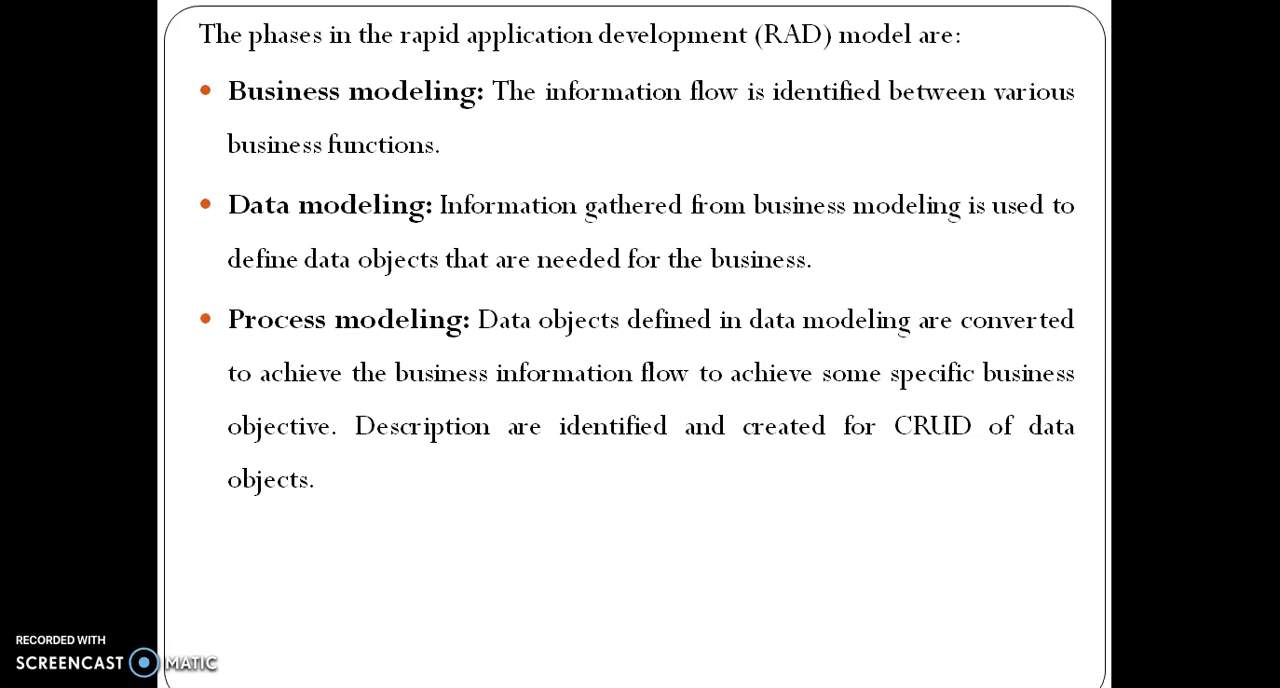 The phases in the rapid application development (RAD) model are:
• Business modeling: The information flow is identified between various
business functions.
• Data modeling: Information gathered from business modeling is used to
define data objects that are needed for the business.
• Process modeling: Data objects defined in data modeling are converted
to achieve the business information flow to achieve some specific business
objective. Description are identified and created for CRUD of data
objects.
RECORDED WITH
SCREENCAST MATIC